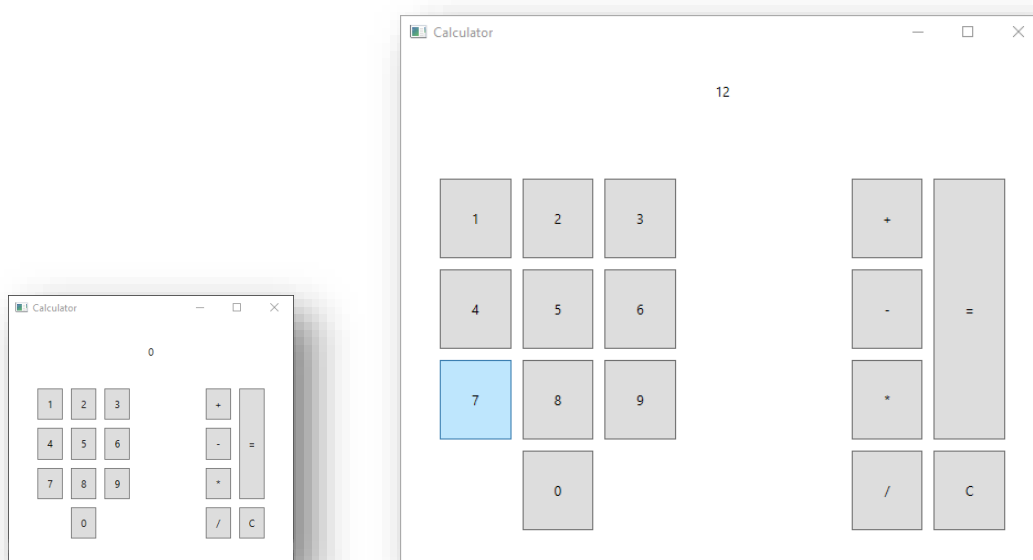 Calculator
12
1 2 3 +
4 5 6 - =
7 8 9 *
0 / C
Calculator
0
1 2 3 +
4 5 6 - =
7 8 9 *
0 / C